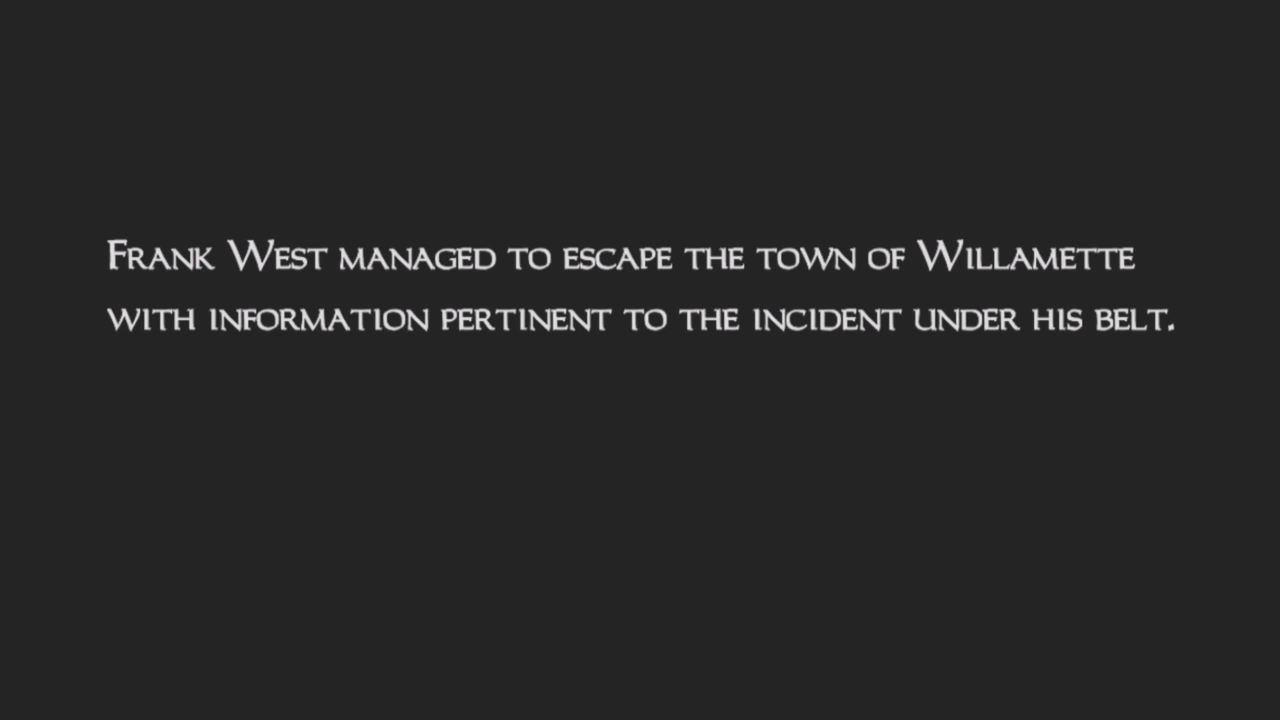 Frank West managed to escape the town of Willamette
with information pertinent to the incident under his belt.